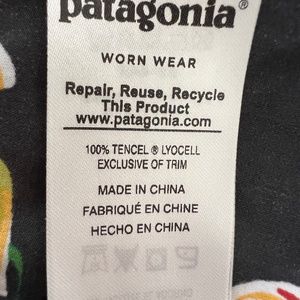 patagonia®
WORN WEAR
Repair, Reuse, Recycle
This Product
www.patagonia.com
100% TENCEL ® LYOCELL
EXCLUSIVE OF TRIM
MADE IN CHINA
FABRIQUÉ EN CHINE
HECHO EN CHINA